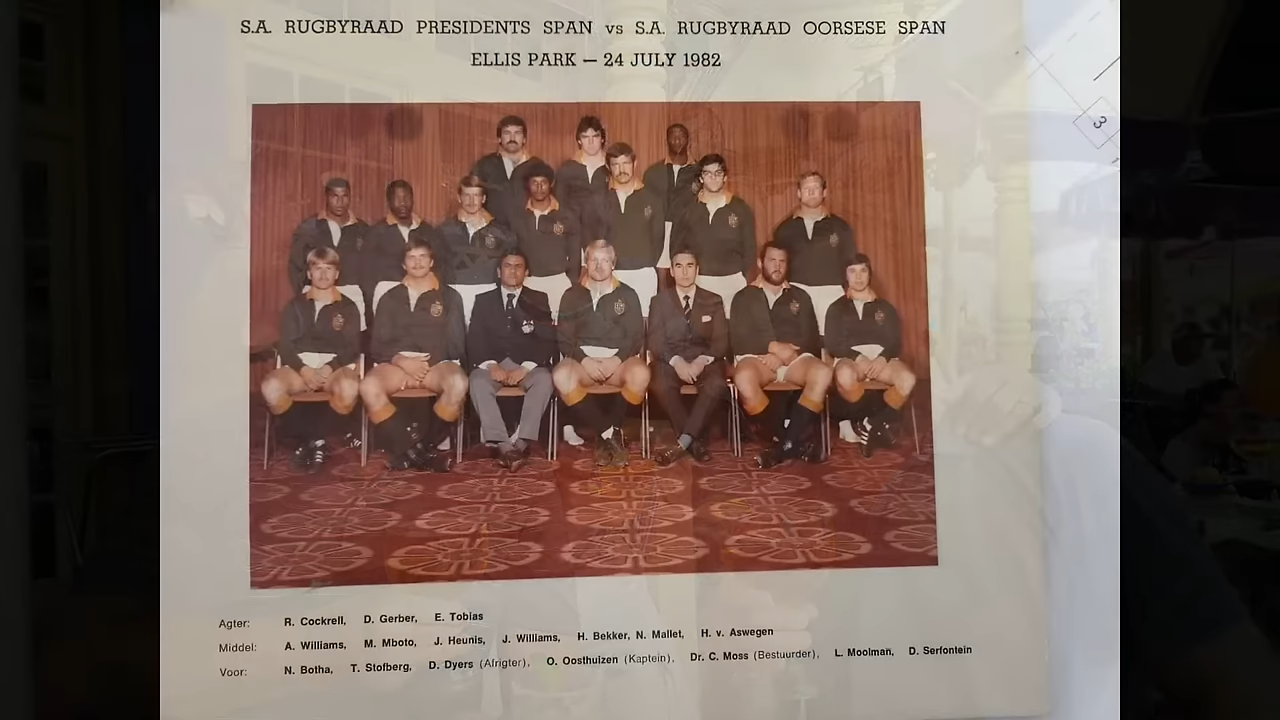 S.A. RUGBYRAAD PRESIDENTS SPAN vs S.A. RUGBYRAAD OORSESE SPAN
ELLIS PARK — 24 JULY 1982
3
Agter: R. Cockrell, D. Gerber, E. Tobias
Middel: A. Williams, M. Mboto, J. Heunis, J. Williams, H. Bekker, N. Mallet, H. v. Aswegen
Voor: N. Botha, T. Stofberg, D. Dyers (Afrigter), O. Oosthuizen (Kaptein), Dr. C. Moss (Bestuurder), L. Moolman, D. Serfontein